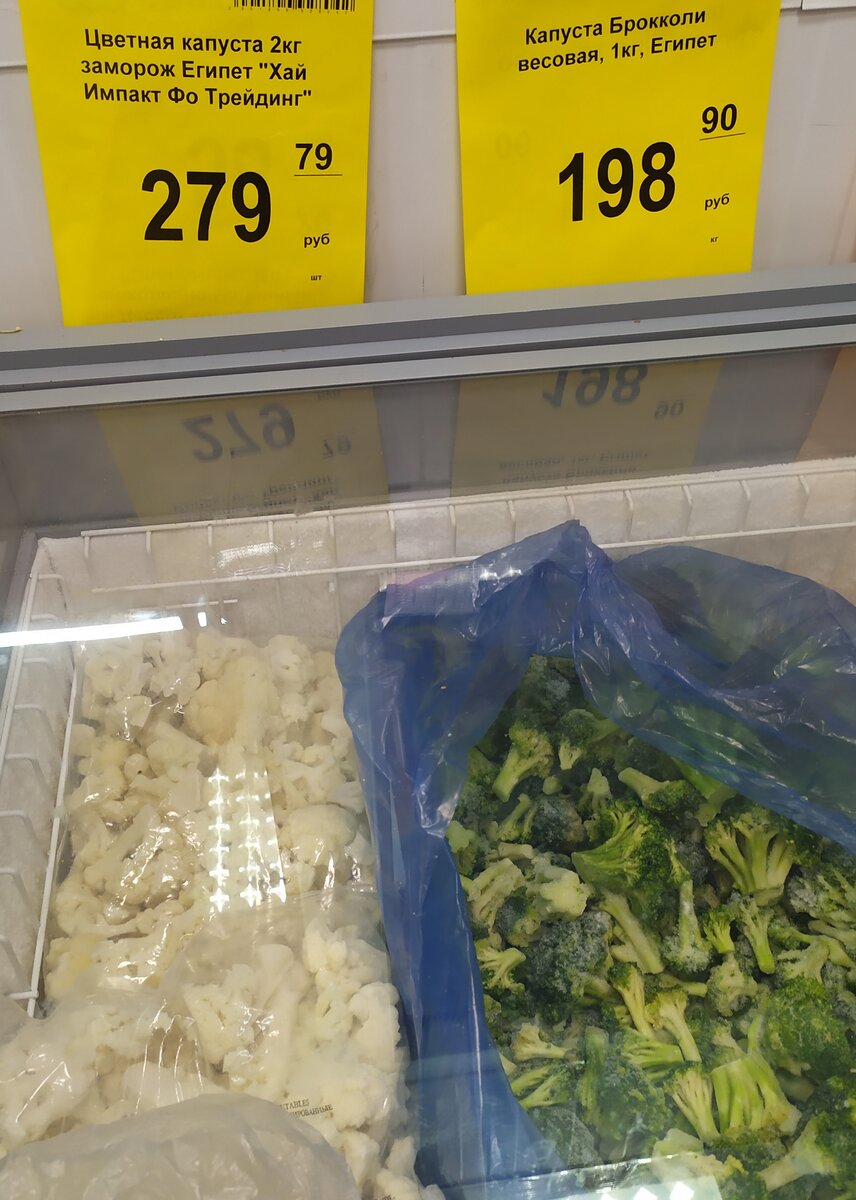 Цветная капуста 2кг
заморож Египет "Хай
Импакт Фо Трейдинг"
279 79
руб
шт
Капуста Брокколи
весовая, 1кг, Египет
198 90
руб
кг